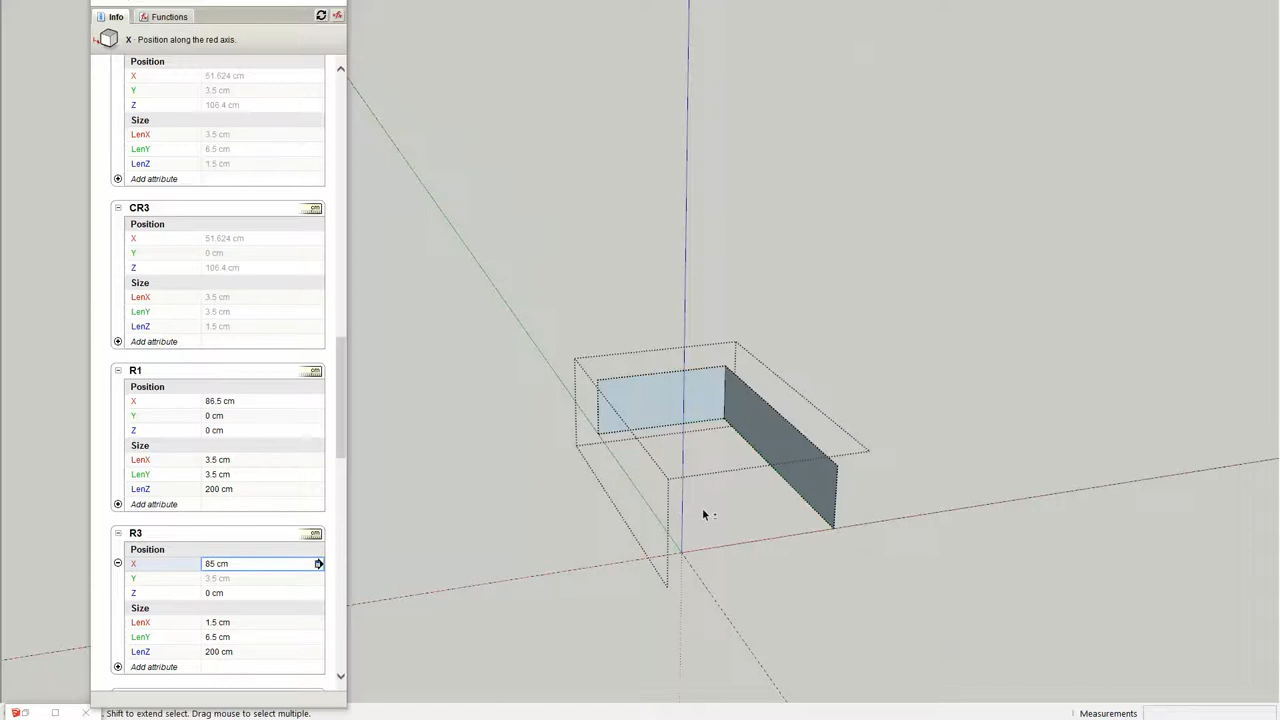 Info Functions
X - Position along the red axis.
Position
X 51.624 cm
Y 3.5 cm
Z 106.4 cm
Size
LenX 3.5 cm
LenY 6.5 cm
LenZ 1.5 cm
Add attribute
CR3 cm
Position
X 51.624 cm
Y 0 cm
Z 106.4 cm
Size
LenX 3.5 cm
LenY 3.5 cm
LenZ 1.5 cm
Add attribute
R1 cm
Position
X 86.5 cm
Y 0 cm
Z 0 cm
Size
LenX 3.5 cm
LenY 3.5 cm
LenZ 200 cm
Add attribute
R3 cm
Position
X 85 cm
Y 3.5 cm
Z 0 cm
Size
LenX 1.5 cm
LenY 6.5 cm
LenZ 200 cm
Add attribute
Shift to extend select. Drag mouse to select multiple. Measurements